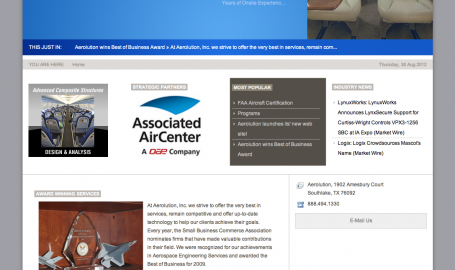 Years of Onsite Expertise...
THIS JUST IN: Aerolution wins Best of Business Award » At Aerolution, Inc. we strive to offer the very best in services, remain com...
YOU ARE HERE: Home
Thursday, 30 Aug 2012
Advanced Composite Structures
DESIGN & ANALYSIS
STRATEGIC PARTNERS
Associated
AirCenter
A Company
MOST POPULAR
FAA Aircraft Certification
Programs
Aerolution launches its' new web
site!
Aerolution wins Best of Business
Award
INDUSTRY NEWS
LynuxWorks: LynuxWorks
Announces LynxSecure Support for
Curtiss-Wright Controls VPX3-1256
SBC at IA Expo (Market Wire)
Logix: Logix Crowdsources Mascot's
Name (Market Wire)
AWARD WINNING SERVICES
At Aerolution, Inc. we strive to offer the very best in
services, remain competitive and offer up-to-date
technology to help our clients achieve their goals.
Every year, the Small Business Commerce Association
nominates firms that have made valuable contributions
in their field. We were recognized for our achievements
in Aerospace Engineering Services and awarded the
Best of Business for 2009.
Aerolution, 1902 Amesbury Court
Southlake, TX 76092
888.494.1330
E-Mail Us